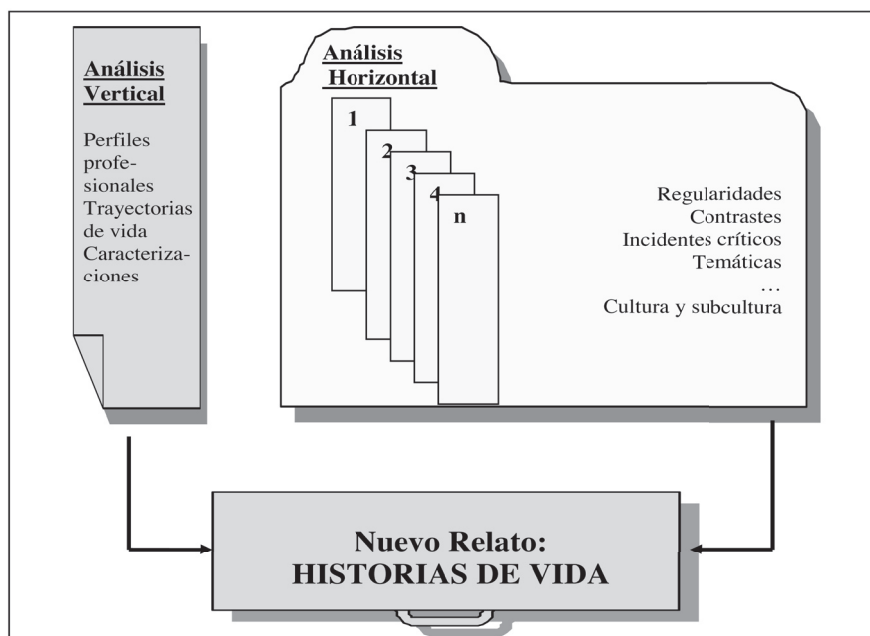 Análisis
Vertical
Perfiles
profe-
sionales
Trayectorias
de vida
Caracteriza-
ciones
Análisis
Horizontal
1
2
3
4
n
Regularidades
Contrastes
Incidentes críticos
Temáticas
…
Cultura y subcultura
Nuevo Relato:
HISTORIAS DE VIDA